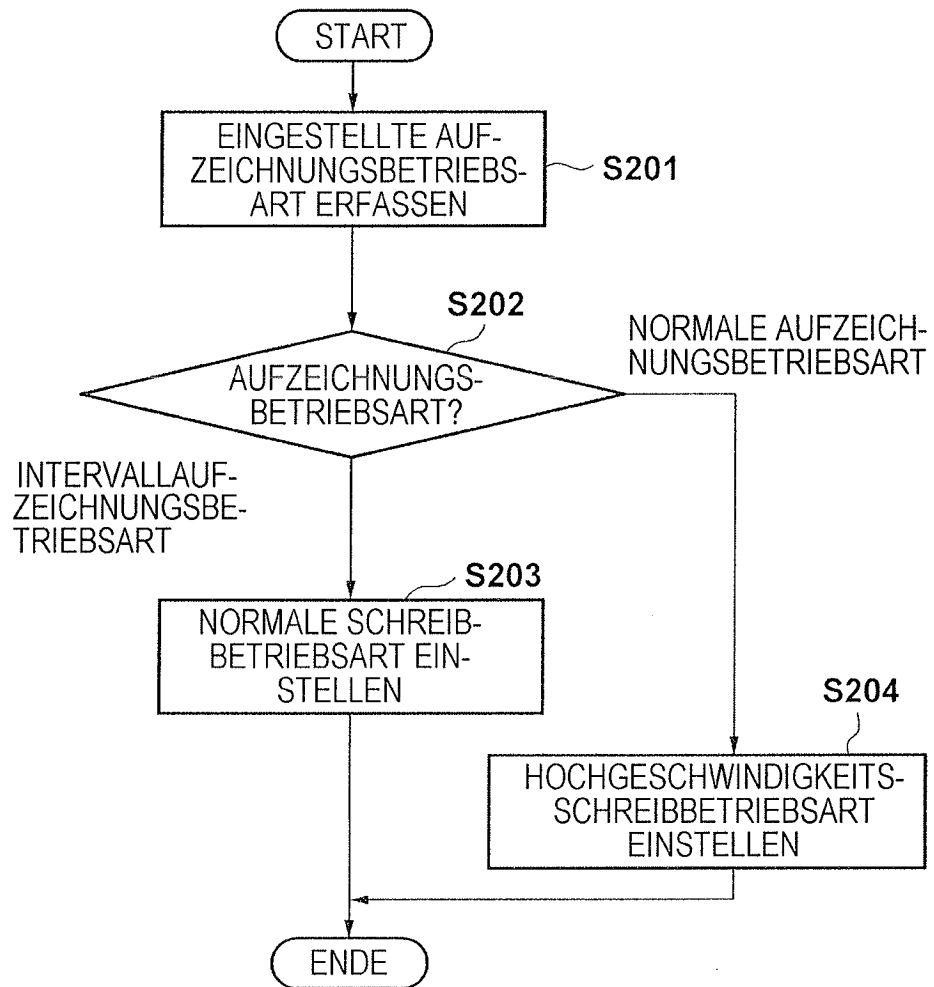 START
EINGESTELLTE AUF-
ZEICHNUNGSBETRIEBS-
ART ERFASSEN
S201
S202
AUFZEICHNUNGS-
BETRIEBSART?
NORMALE AUFZEICH-
NUNGSBETRIEBSART
INTERVALLAUF-
ZEICHNUNGSBE-
TRIEBSART
S203
NORMALE SCHREIB-
BETRIEBSART EIN-
STELLEN
S204
HOCHGESCHWINDIGKEITS-
SCHREIBBETRIEBSART
EINSTELLEN
ENDE